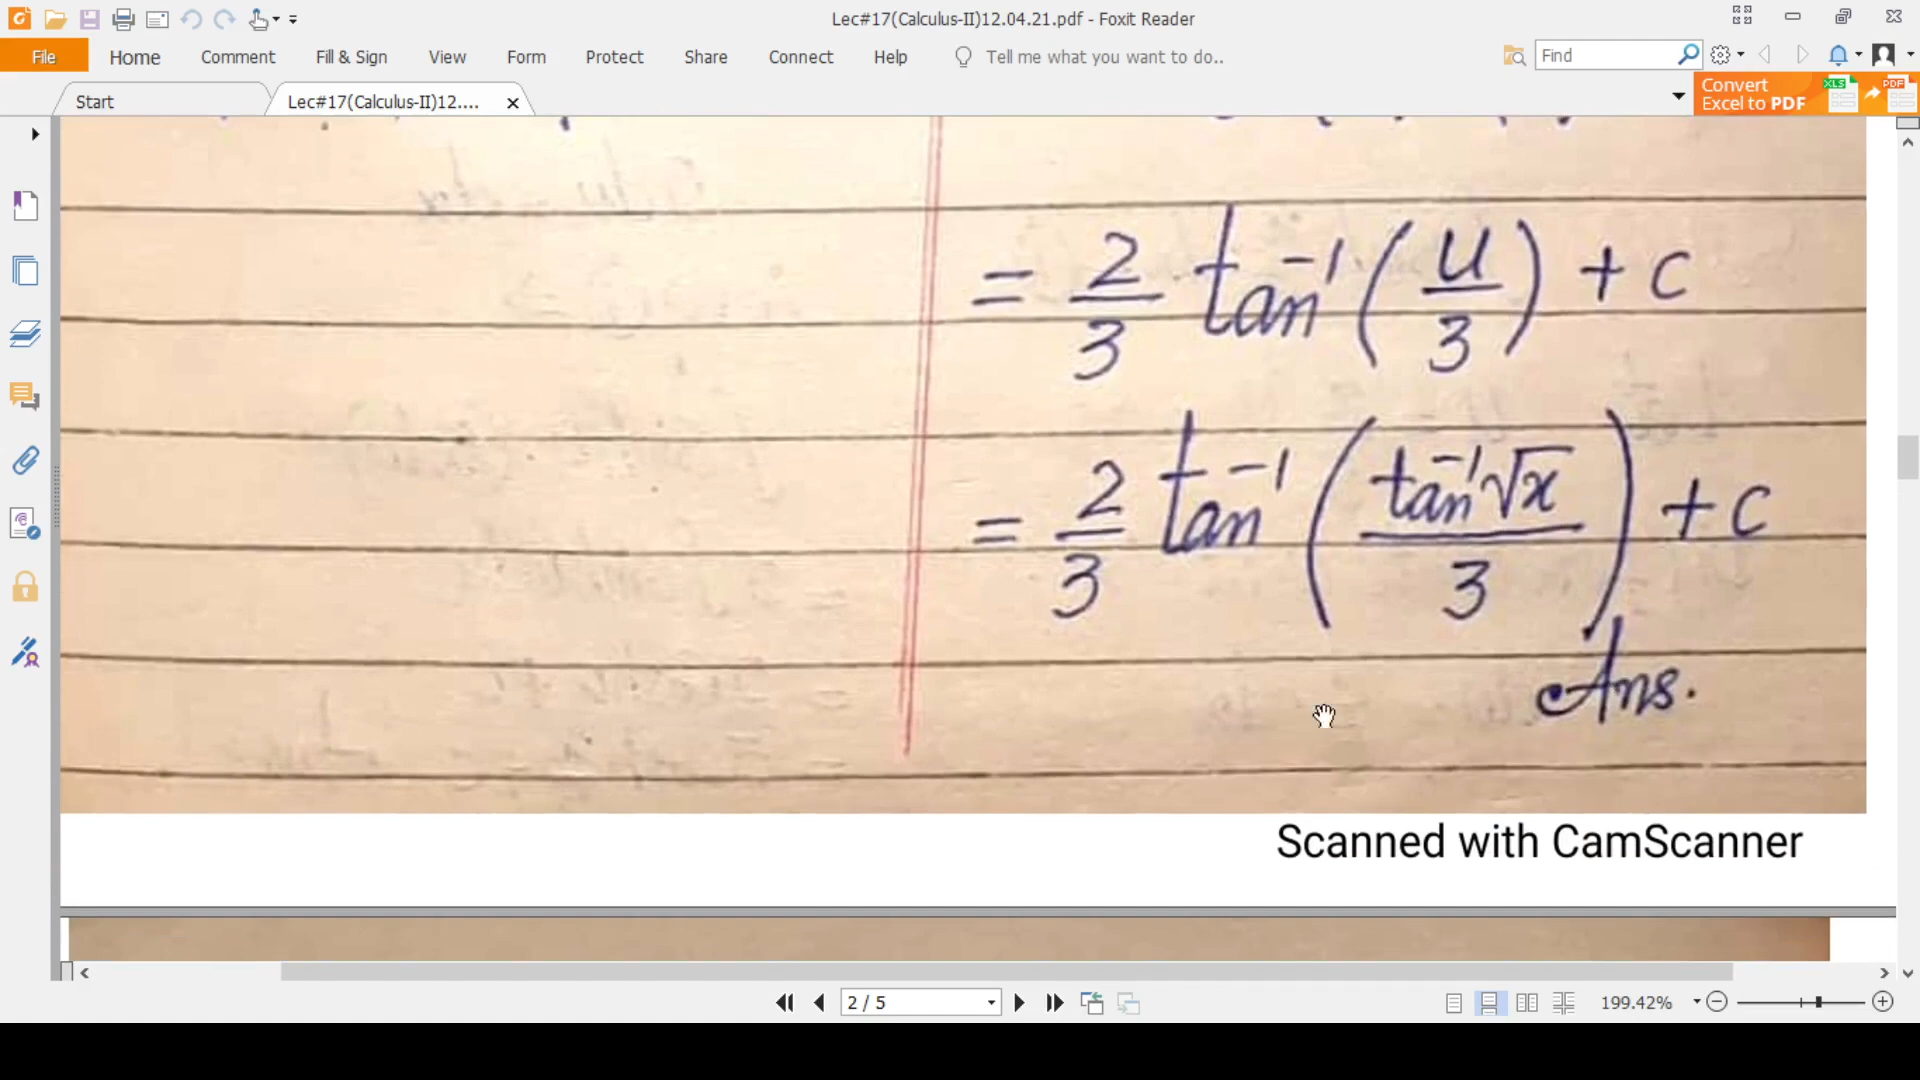 Lec#17(Calculus-II)12.04.21.pdf - Foxit Reader
File Home Comment Fill & Sign View Form Protect Share Connect Help Tell me what you want to do.. Find
Start Lec#17(Calculus-II)12....
Convert
Excel to PDF
XLS PDF
= 2/3 tan⁻¹(u/3) + c
= 2/3 tan⁻¹(tan⁻¹√x/3) + c
Ans.
Scanned with CamScanner
2 / 5 199.42%